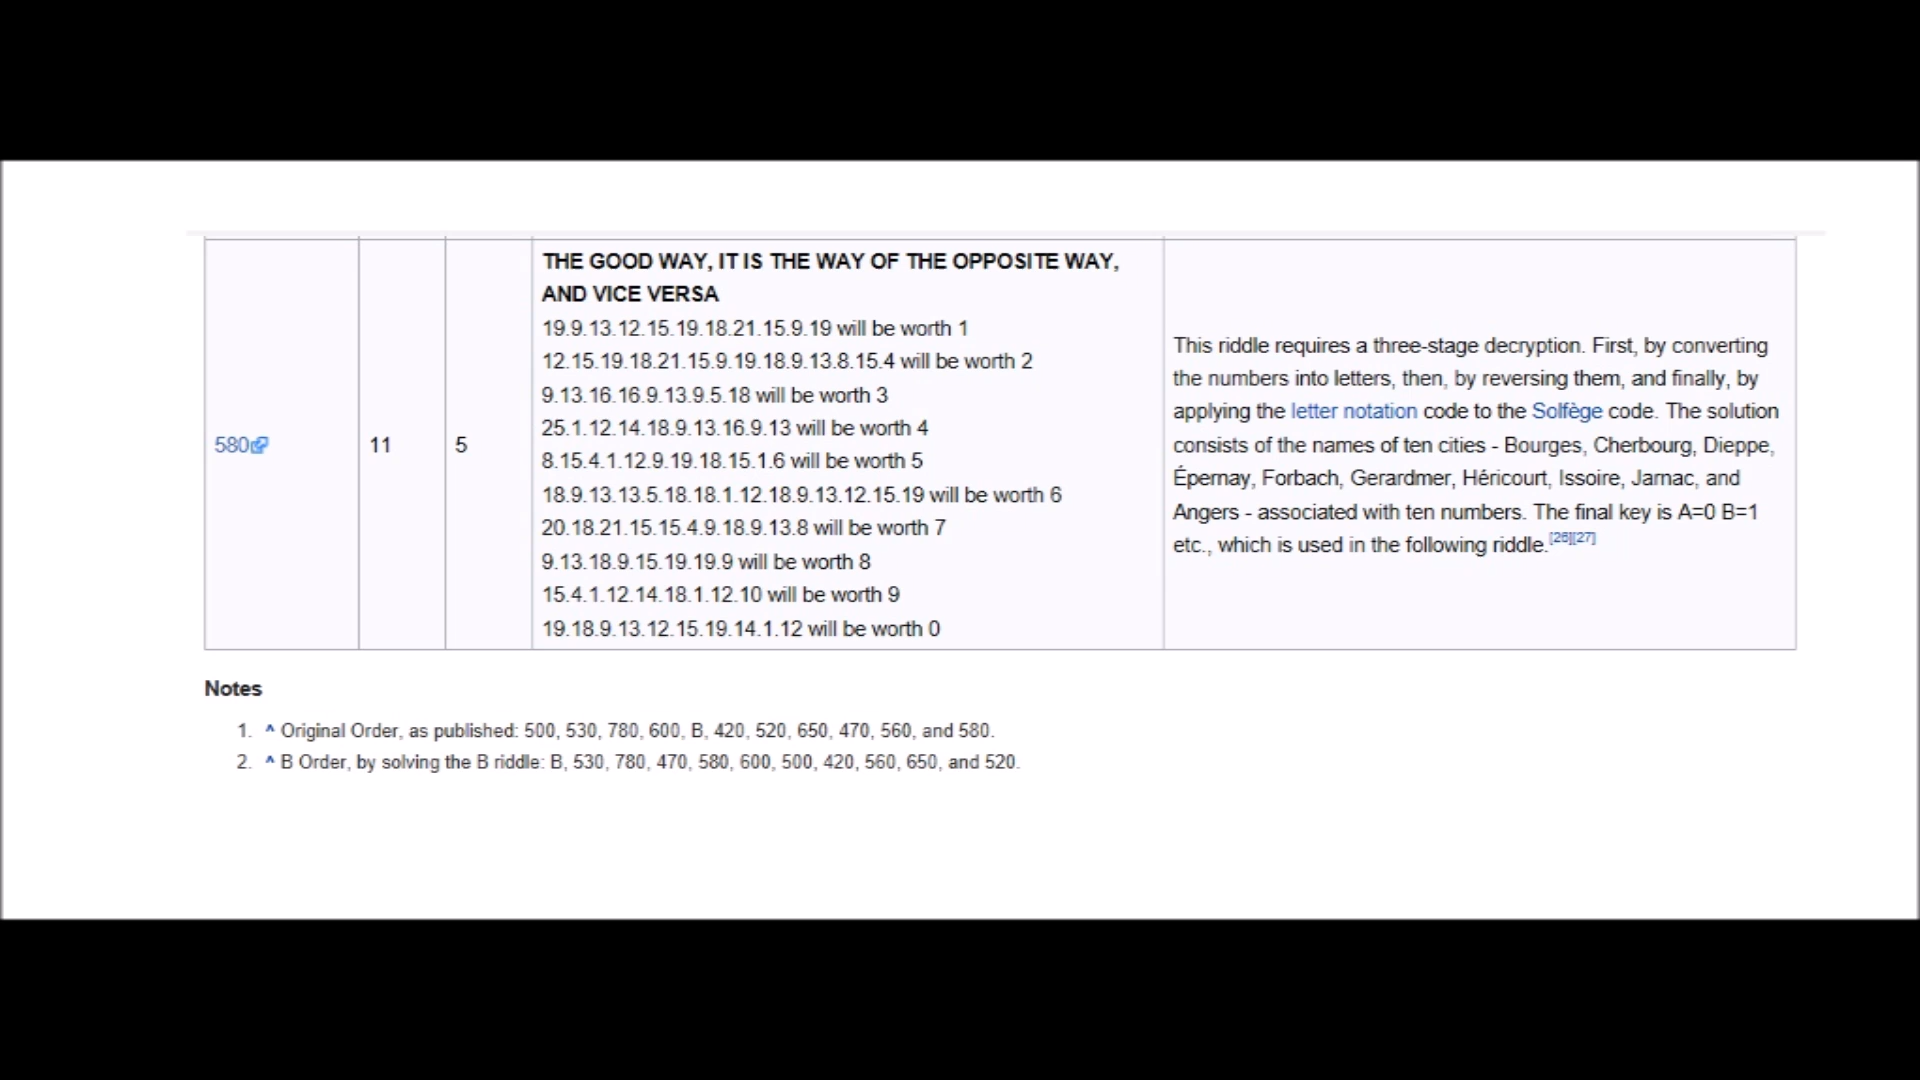 580
11
5
THE GOOD WAY, IT IS THE WAY OF THE OPPOSITE WAY,
AND VICE VERSA
19.9.13.12.15.19.18.21.15.9.19 will be worth 1
12.15.19.18.21.15.9.19.18.9.13.8.15.4 will be worth 2
9.13.16.16.9.13.9.5.18 will be worth 3
25.1.12.14.18.9.13.16.9.13 will be worth 4
8.15.4.1.12.9.19.18.15.1.6 will be worth 5
18.9.13.13.5.18.18.1.12.18.9.13.12.15.19 will be worth 6
20.18.21.15.15.4.9.18.9.13.8 will be worth 7
9.13.18.9.15.19.19.9 will be worth 8
15.4.1.12.14.18.1.12.10 will be worth 9
19.18.9.13.12.15.19.14.1.12 will be worth 0
This riddle requires a three-stage decryption. First, by converting
the numbers into letters, then, by reversing them, and finally, by
applying the letter notation code to the Solfège code. The solution
consists of the names of ten cities - Bourges, Cherbourg, Dieppe,
Épernay, Forbach, Gerardmer, Héricourt, Issoire, Jarnac, and
Angers - associated with ten numbers. The final key is A=0 B=1
etc., which is used in the following riddle.[26][27]
Notes
1. ^ Original Order, as published: 500, 530, 780, 600, B, 420, 520, 650, 470, 560, and 580.
2. ^ B Order, by solving the B riddle: B, 530, 780, 470, 580, 600, 500, 420, 560, 650, and 520.